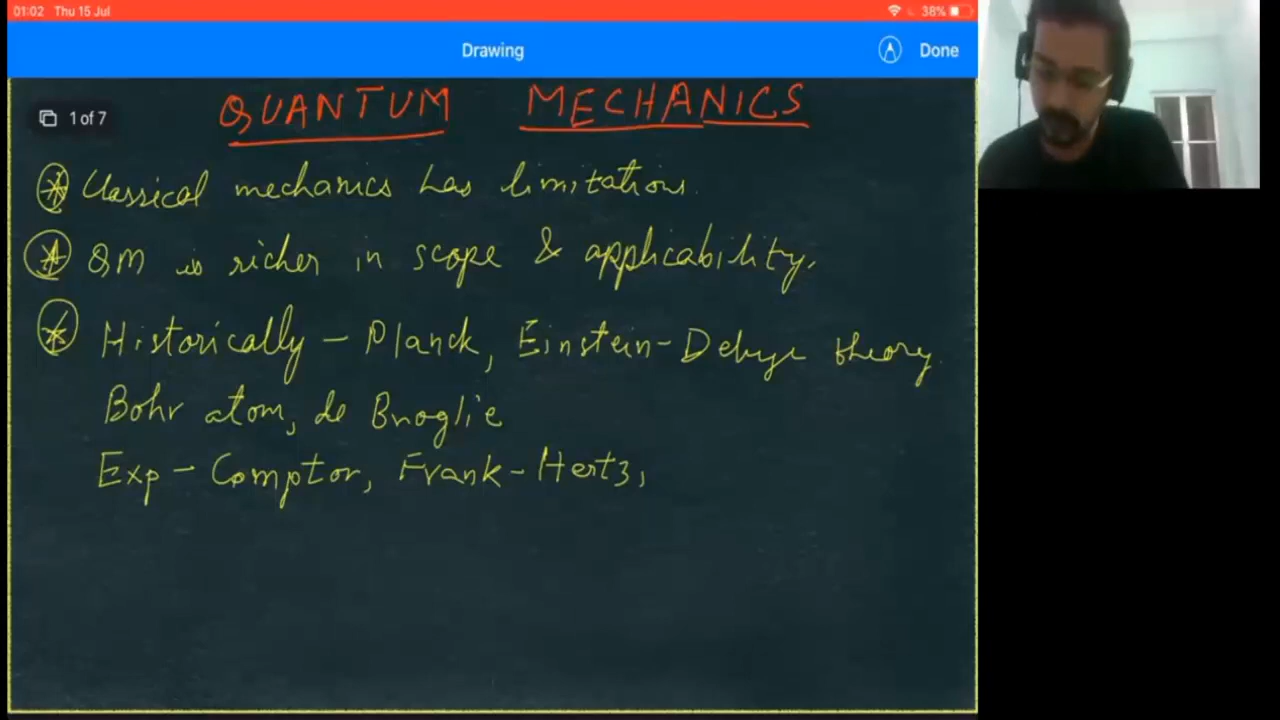 01:02 Thu 15 Jul 38%
Drawing Done
1 of 7
QUANTUM MECHANICS
Classical mechanics has limitations.
QM is richer in scope & applicability.
Historically - Planck, Einstein-Debye theory.
Bohr atom, de Broglie
Exp - Compton, Frank-Hertz,